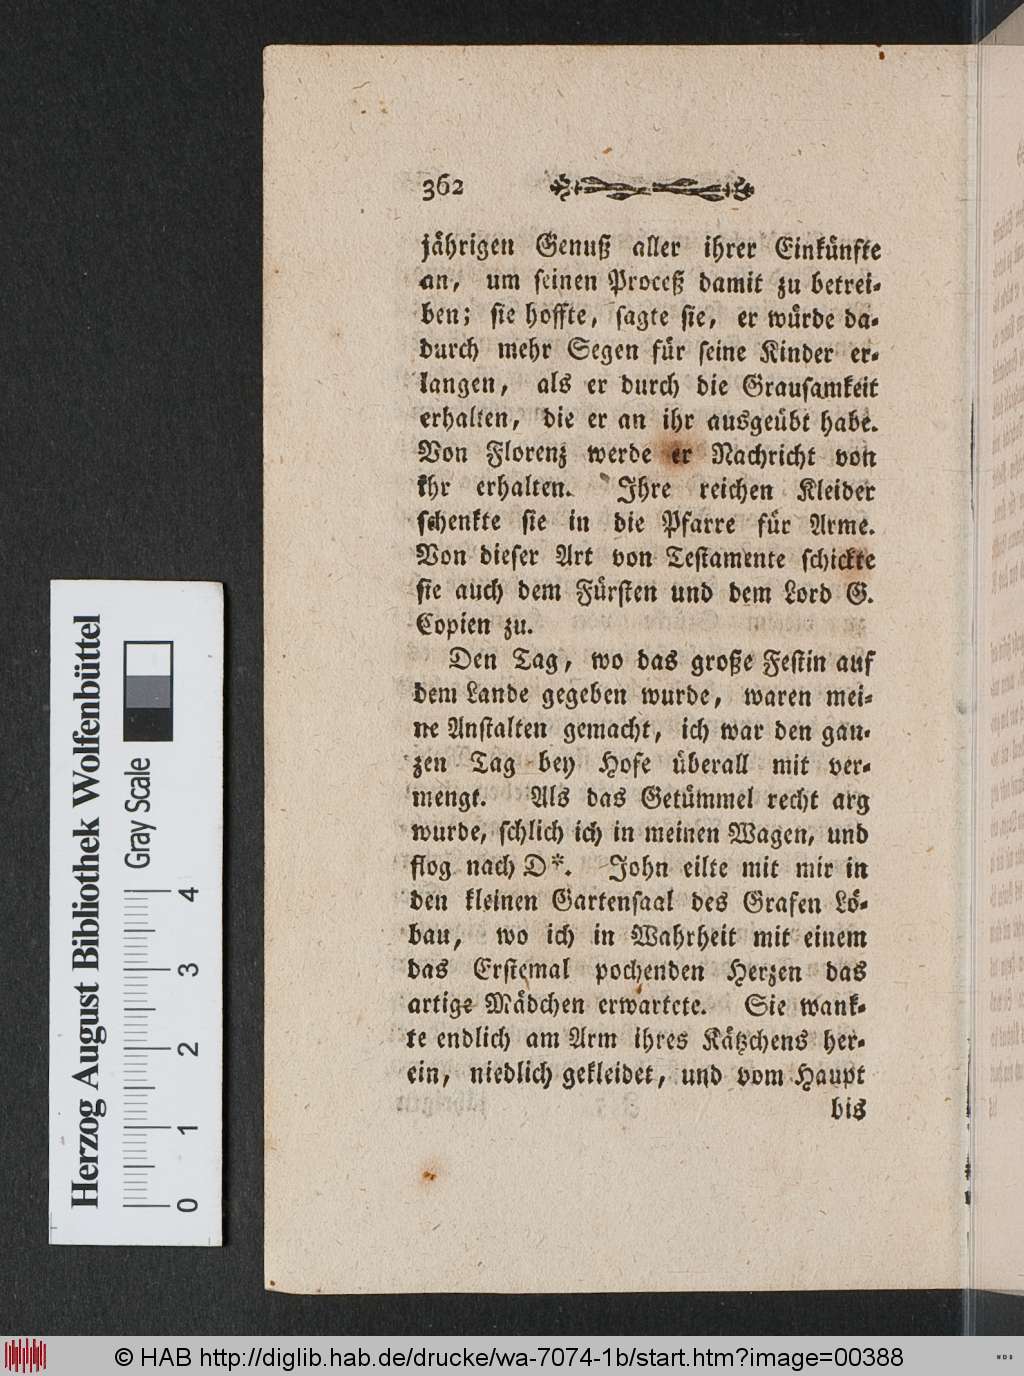 362
jährigen Genuß aller ihrer Einkünfte
an, um seinen Proceß damit zu betrei-
ben; sie hoffte, sagte sie, er würde da-
durch mehr Segen für seine Kinder er-
langen, als er durch die Grausamkeit
erhalten, die er an ihr ausgeübt habe.
Von Florenz werde er Nachricht von
ihr erhalten. Ihre reichen Kleider
schenkte sie in die Pfarre für Arme.
Von dieser Art von Testamente schickte
sie auch dem Fürsten und dem Lord G.
Copien zu.
Den Tag, wo das große Festin auf
dem Lande gegeben wurde, waren mei-
ne Anstalten gemacht, ich war den gan-
zen Tag bey Hofe überall mit ver-
mengt. Als das Getümmel recht arg
wurde, schlich ich in meinen Wagen, und
flog nach D*. John eilte mit mir in
den kleinen Gartensaal des Grafen Lö-
bau, wo ich in Wahrheit mit einem
das Erstemal pochenden Herzen das
artige Mädchen erwartete. Sie wank-
te endlich am Arm ihres Kätzchens her-
ein, niedlich gekleidet, und vom Haupt
bis
Herzog August Bibliothek Wolfenbüttel
Gray Scale
0 1 2 3 4
© HAB http://diglib.hab.de/drucke/wa-7074-1b/start.htm?image=00388